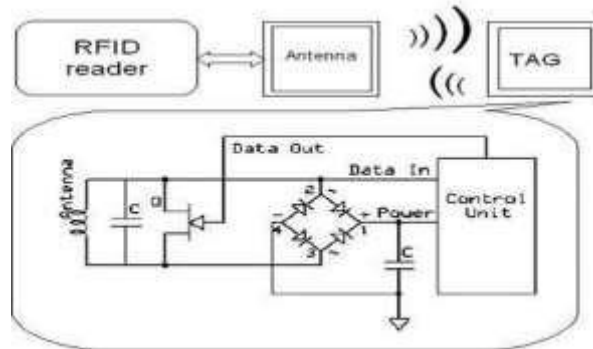 RFID
reader
Antenna
TAG
Data Out
Data In
Antenna
C
Q
2
Control
Unit
Power
- 4
+ 1
3
C